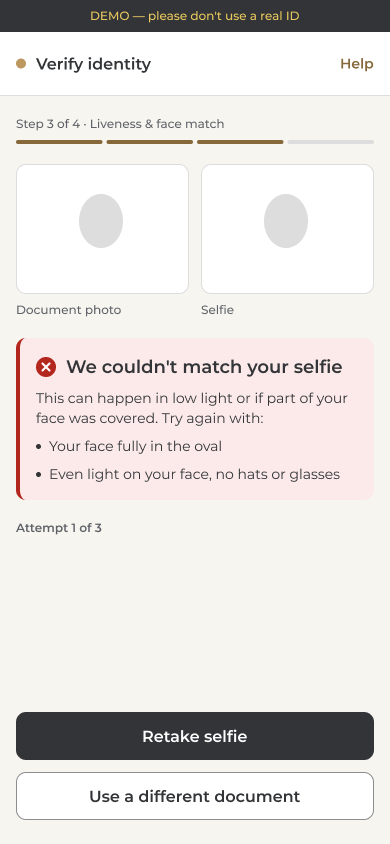 DEMO — please don't use a real ID
Verify identity
Help
Step 3 of 4 · Liveness & face match
Document photo
Selfie
We couldn't match your selfie
This can happen in low light or if part of your
face was covered. Try again with:
• Your face fully in the oval
• Even light on your face, no hats or glasses
Attempt 1 of 3
Retake selfie
Use a different document